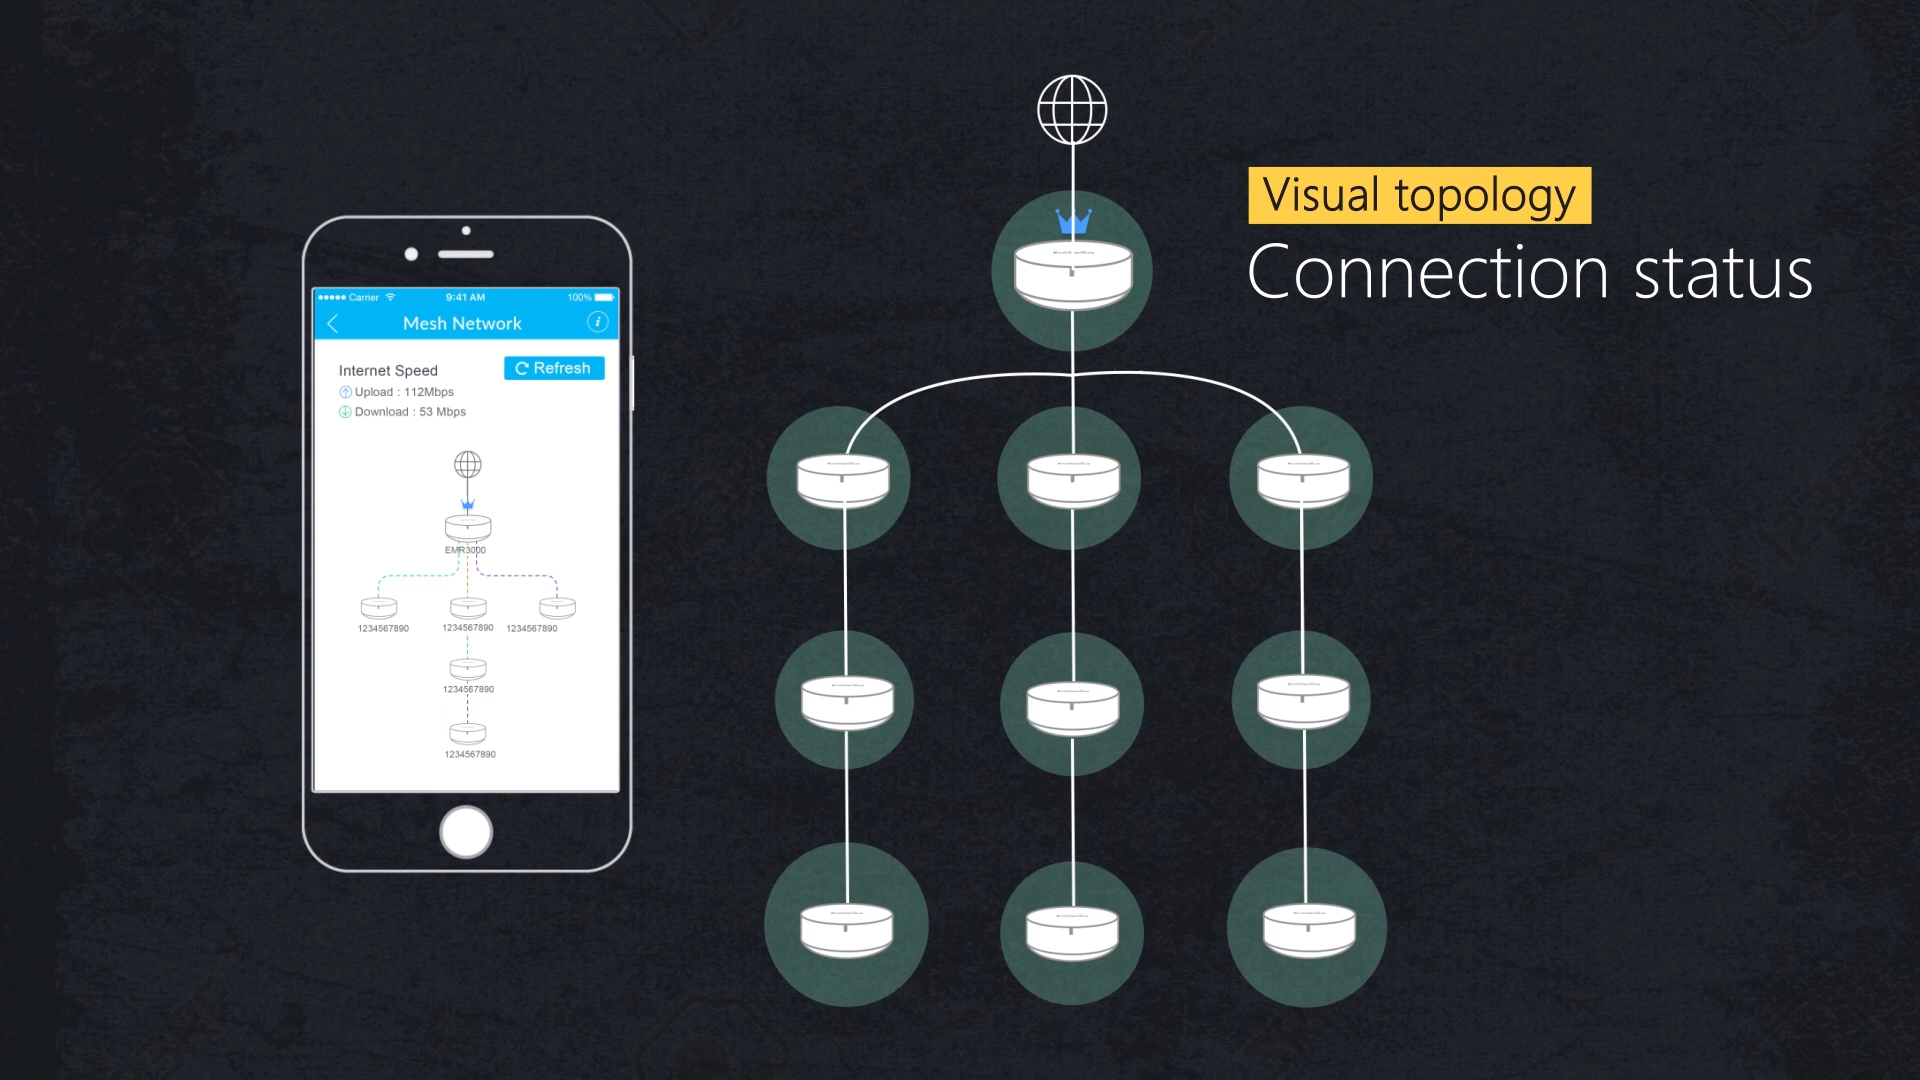 Visual topology
Connection status
Carrier 9:41 AM 100%
Mesh Network
i
Internet Speed
Refresh
Upload : 112Mbps
Download : 53 Mbps
EMR3000
1234567890 1234567890 1234567890
1234567890
1234567890